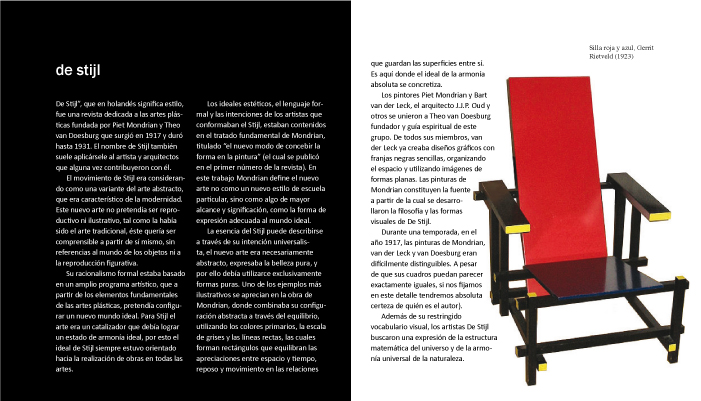 de stijl
De Stijl", que en holandés significa estilo,
fue una revista dedicada a las artes plás-
ticas fundada por Piet Mondrian y Theo
van Doesburg que surgió en 1917 y duró
hasta 1931. El nombre de Stijl también
suele aplicársele al artista y arquitectos
que alguna vez contribuyeron con él.
El movimiento de Stijl era consideran-
do como una variante del arte abstracto,
que era característico de la modernidad.
Este nuevo arte no pretendía ser repro-
ductivo ni ilustrativo, tal como la había
sido el arte tradicional, éste quería ser
comprensible a partir de sí mismo, sin
referencias al mundo de los objetos ni a
la reproducción figurativa.
Su racionalismo formal estaba basado
en un amplio programa artístico, que a
partir de los elementos fundamentales
de las artes plásticas, pretendía configu-
rar un nuevo mundo ideal. Para Stijl el
arte era un catalizador que debía lograr
un estado de armonía ideal, por esto el
ideal de Stijl siempre estuvo orientado
hacia la realización de obras en todas las
artes.
Los ideales estéticos, el lenguaje for-
mal y las intenciones de los artistas que
conformaban el Stijl, estaban contenidos
en el tratado fundamental de Mondrian,
titulado "el nuevo modo de concebir la
forma en la pintura" (el cual se publicó
en el primer número de la revista). En
este trabajo Mondrian define el nuevo
arte no como un nuevo estilo de escuela
particular, sino como algo de mayor
alcance y significación, como la forma de
expresión adecuada al mundo ideal.
La esencia del Stijl puede describirse
a través de su intención universalis-
ta, el nuevo arte era necesariamente
abstracto, expresaba la belleza pura, y
por ello debía utilizarce exclusivamente
formas puras. Uno de los ejemplos más
ilustrativos se aprecian en la obra de
Mondrian, donde combinaba su configu-
ración abstracta a través del equilibrio,
utilizando los colores primarios, la escala
de grises y las líneas rectas, las cuales
forman rectángulos que equilibran las
apreciaciones entre espacio y tiempo,
reposo y movimiento en las relaciones
que guardan las superficies entre sí.
Es aquí donde el ideal de la armonía
absoluta se concretiza.
Los pintores Piet Mondrian y Bart
van der Leck, el arquitecto J.J.P. Oud y
otros se unieron a Theo van Doesburg
fundador y guía espiritual de este
grupo. De todos sus miembros, van
der Leck ya creaba diseños gráficos con
franjas negras sencillas, organizando
el espacio y utilizando imágenes de
formas planas. Las pinturas de
Mondrian constituyen la fuente
a partir de la cual se desarro-
llaron la filosofía y las formas
visuales de De Stijl.
Durante una temporada, en el
año 1917, las pinturas de Mondrian,
van der Leck y van Doesburg eran
difícilmente distinguibles. A pesar
de que sus cuadros puedan parecer
exactamente iguales, si nos fijamos
en este detalle tendremos absoluta
certeza de quién es el autor).
Además de su restringido
vocabulario visual, los artistas De Stijl
buscaron una expresión de la estructura
matemática del universo y de la armo-
nía universal de la naturaleza.
Silla roja y azul, Gerrit
Rietveld (1923)